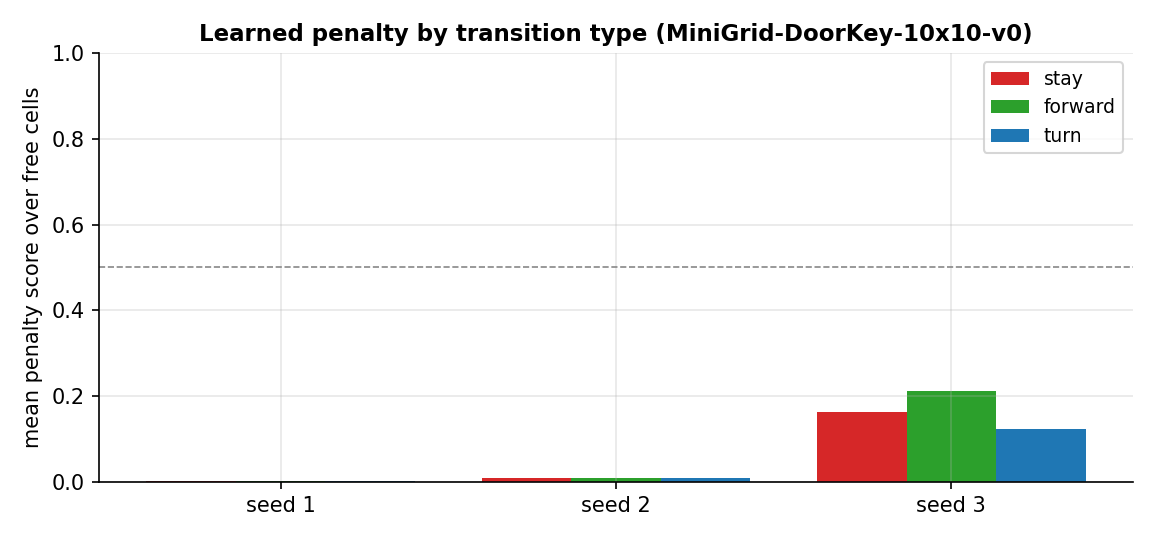 Learned penalty by transition type (MiniGrid-DoorKey-10x10-v0)
mean penalty score over free cells
1.0
0.8
0.6
0.4
0.2
0.0
stay
forward
turn
seed 1
seed 2
seed 3